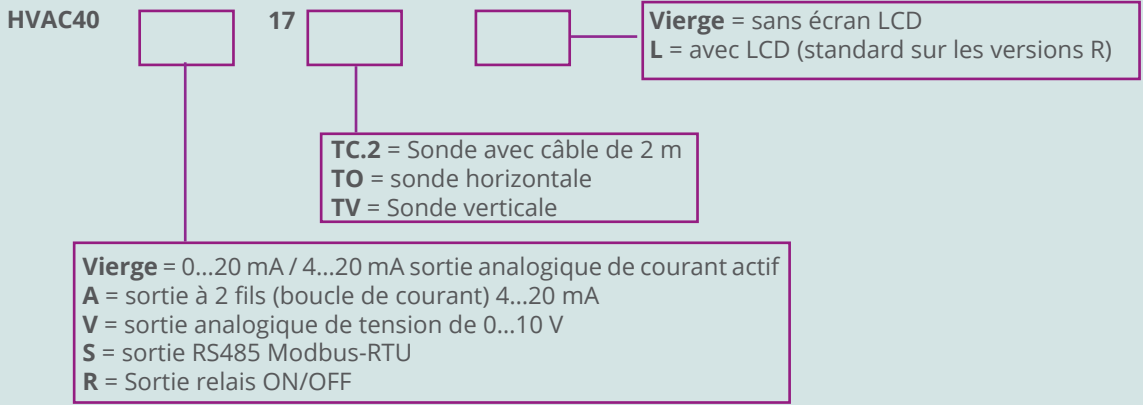 HVAC40 17
Vierge = sans écran LCD
L = avec LCD (standard sur les versions R)
TC.2 = Sonde avec câble de 2 m
TO = sonde horizontale
TV = Sonde verticale
Vierge = 0...20 mA / 4...20 mA sortie analogique de courant actif
A = sortie à 2 fils (boucle de courant) 4...20 mA
V = sortie analogique de tension de 0...10 V
S = sortie RS485 Modbus-RTU
R = Sortie relais ON/OFF